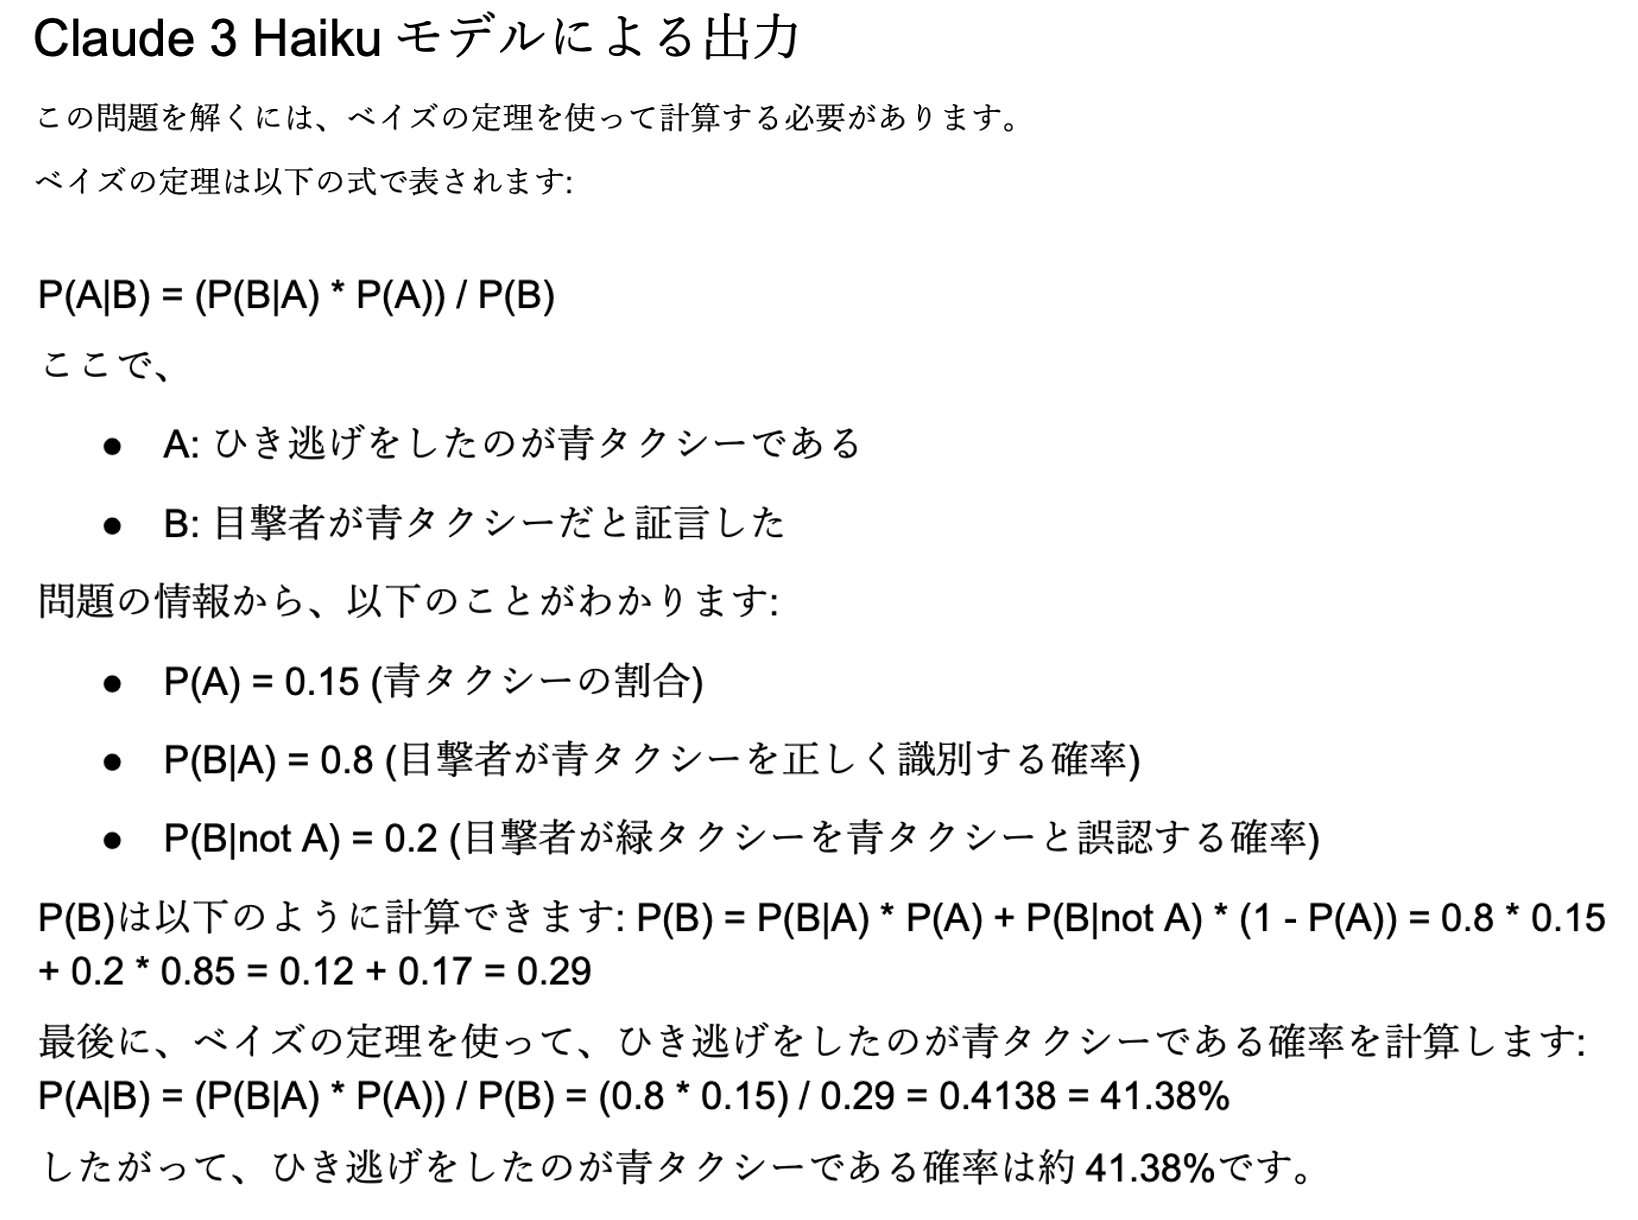 Claude 3 Haiku モデルによる出力
この問題を解くには、ベイズの定理を使って計算する必要があります。
ベイズの定理は以下の式で表されます:
P(A|B) = (P(B|A) * P(A)) / P(B)
ここで、
● A: ひき逃げをしたのが青タクシーである
● B: 目撃者が青タクシーだと証言した
問題の情報から、以下のことがわかります:
● P(A) = 0.15 (青タクシーの割合)
● P(B|A) = 0.8 (目撃者が青タクシーを正しく識別する確率)
● P(B|not A) = 0.2 (目撃者が緑タクシーを青タクシーと誤認する確率)
P(B)は以下のように計算できます: P(B) = P(B|A) * P(A) + P(B|not A) * (1 - P(A)) = 0.8 * 0.15
+ 0.2 * 0.85 = 0.12 + 0.17 = 0.29
最後に、ベイズの定理を使って、ひき逃げをしたのが青タクシーである確率を計算します:
P(A|B) = (P(B|A) * P(A)) / P(B) = (0.8 * 0.15) / 0.29 = 0.4138 = 41.38%
したがって、ひき逃げをしたのが青タクシーである確率は約 41.38%です。